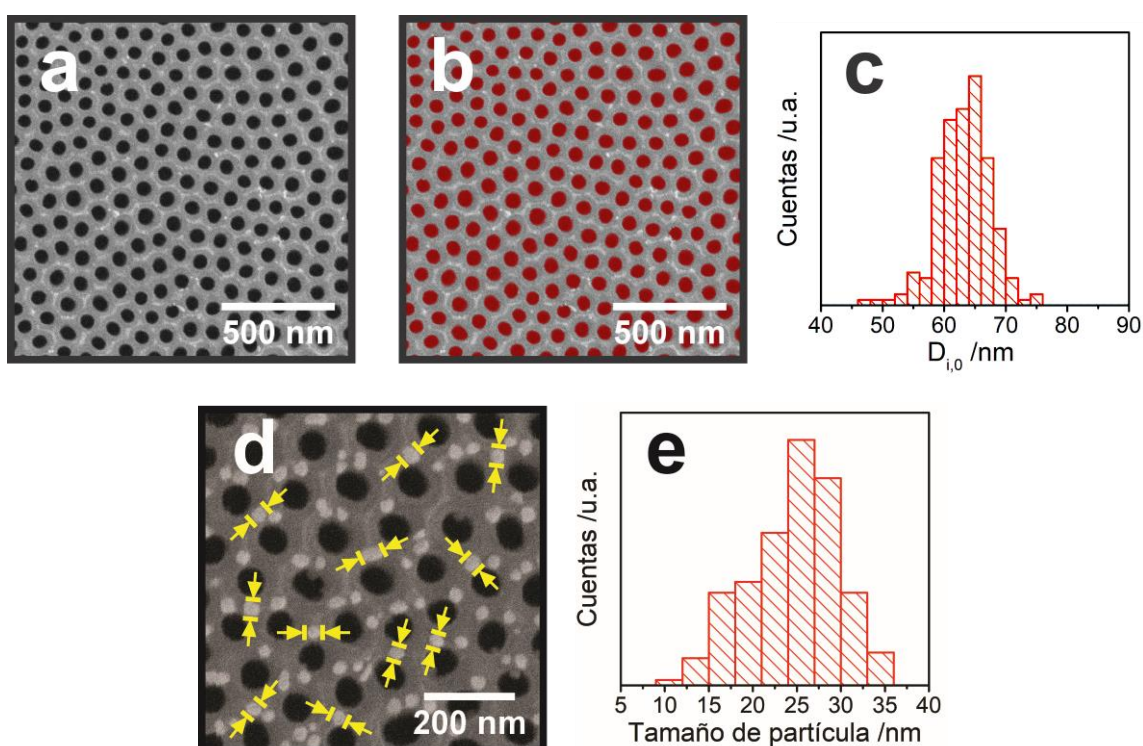 a
500 nm
b
500 nm
c
Cuentas /u.a.
40 50 60 70 80 90
D_i,0 /nm
d
200 nm
e
Cuentas /u.a.
5 10 15 20 25 30 35 40
Tamaño de partícula /nm